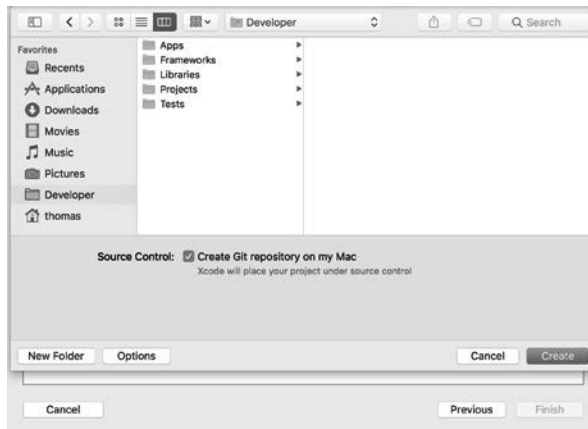 Developer
Search
Favorites
Recents
Applications
Downloads
Movies
Music
Pictures
Developer
thomas
Apps
Frameworks
Libraries
Projects
Tests
Source Control: Create Git repository on my Mac
Xcode will place your project under source control
New Folder Options Cancel Create
Cancel Previous Finish